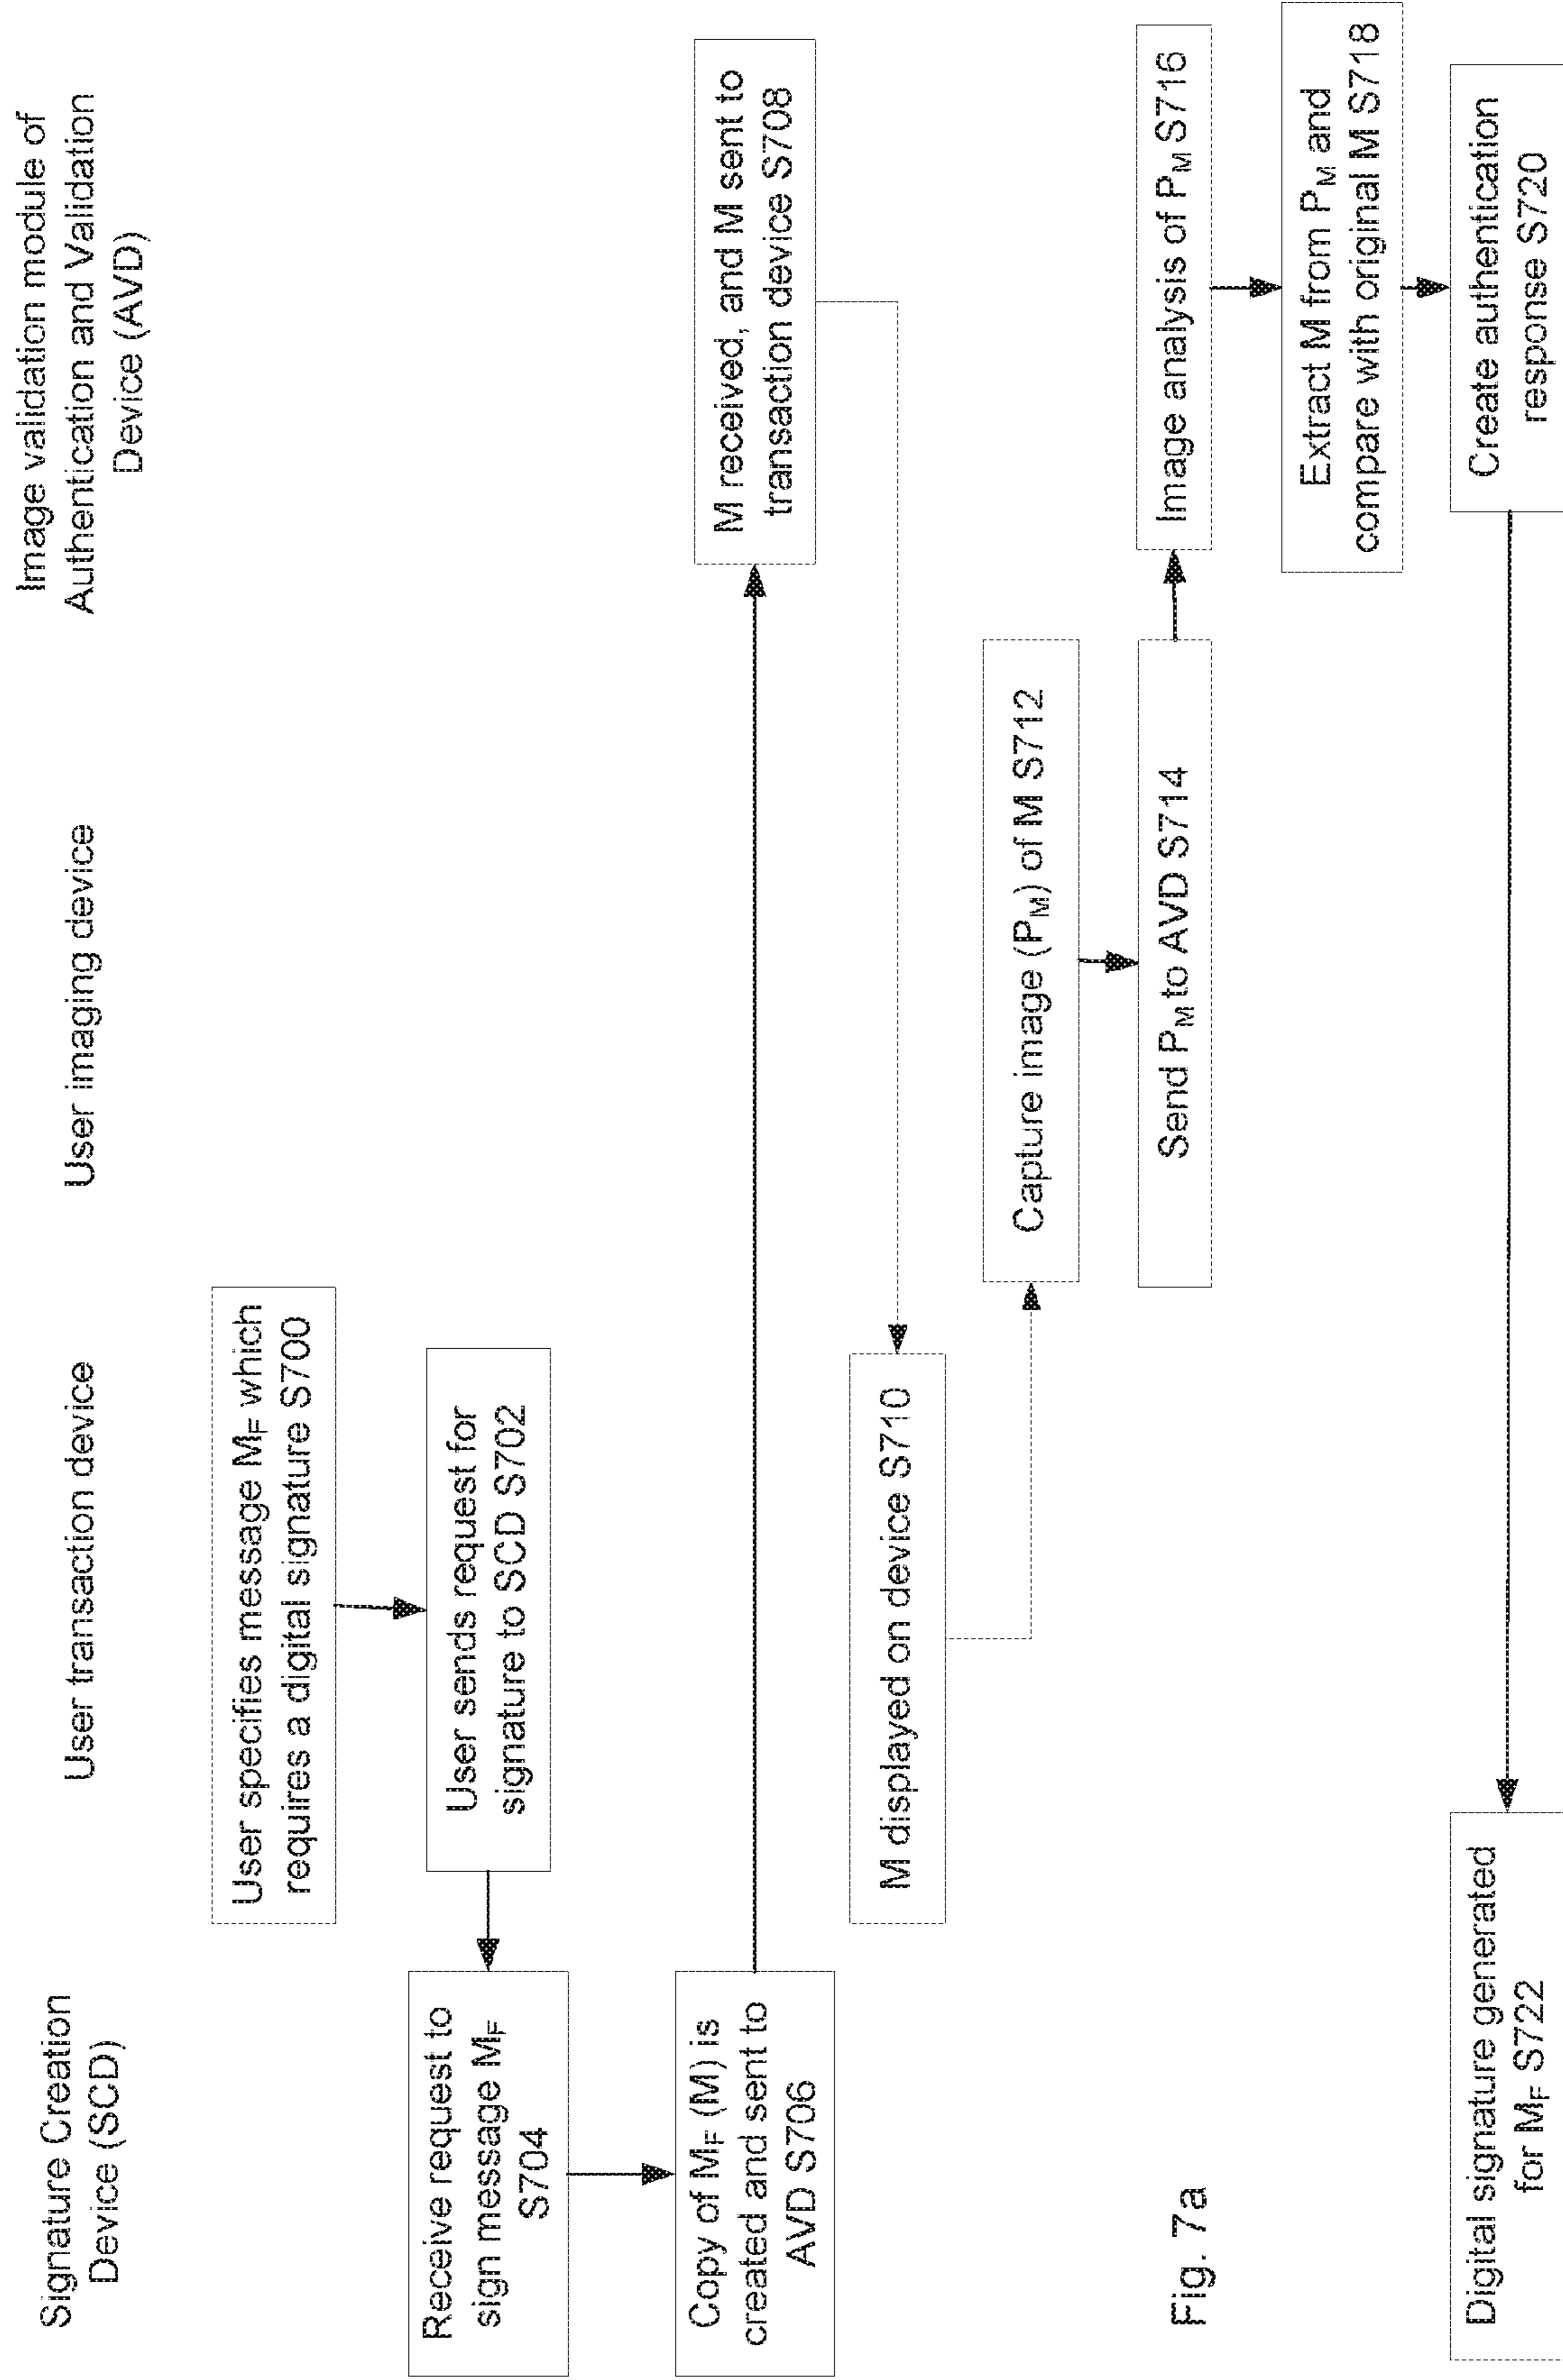 Signature Creation
Device (SCD)
User transaction device
User imaging device
Image validation module of
Authentication and Validation
Device (AVD)
User specifies message M_F which
requires a digital signature S700
User sends request for
signature to SCD S702
Receive request to
sign message M_F
S704
Copy of M_F (M) is
created and sent to
AVD S706
M received, and M sent to
transaction device S708
M displayed on device S710
Capture image (P_M) of M S712
Send P_M to AVD S714
Image analysis of P_M S716
Extract M from P_M and
compare with original M S718
Create authentication
response S720
Digital signature generated
for M_F S722
Fig. 7a